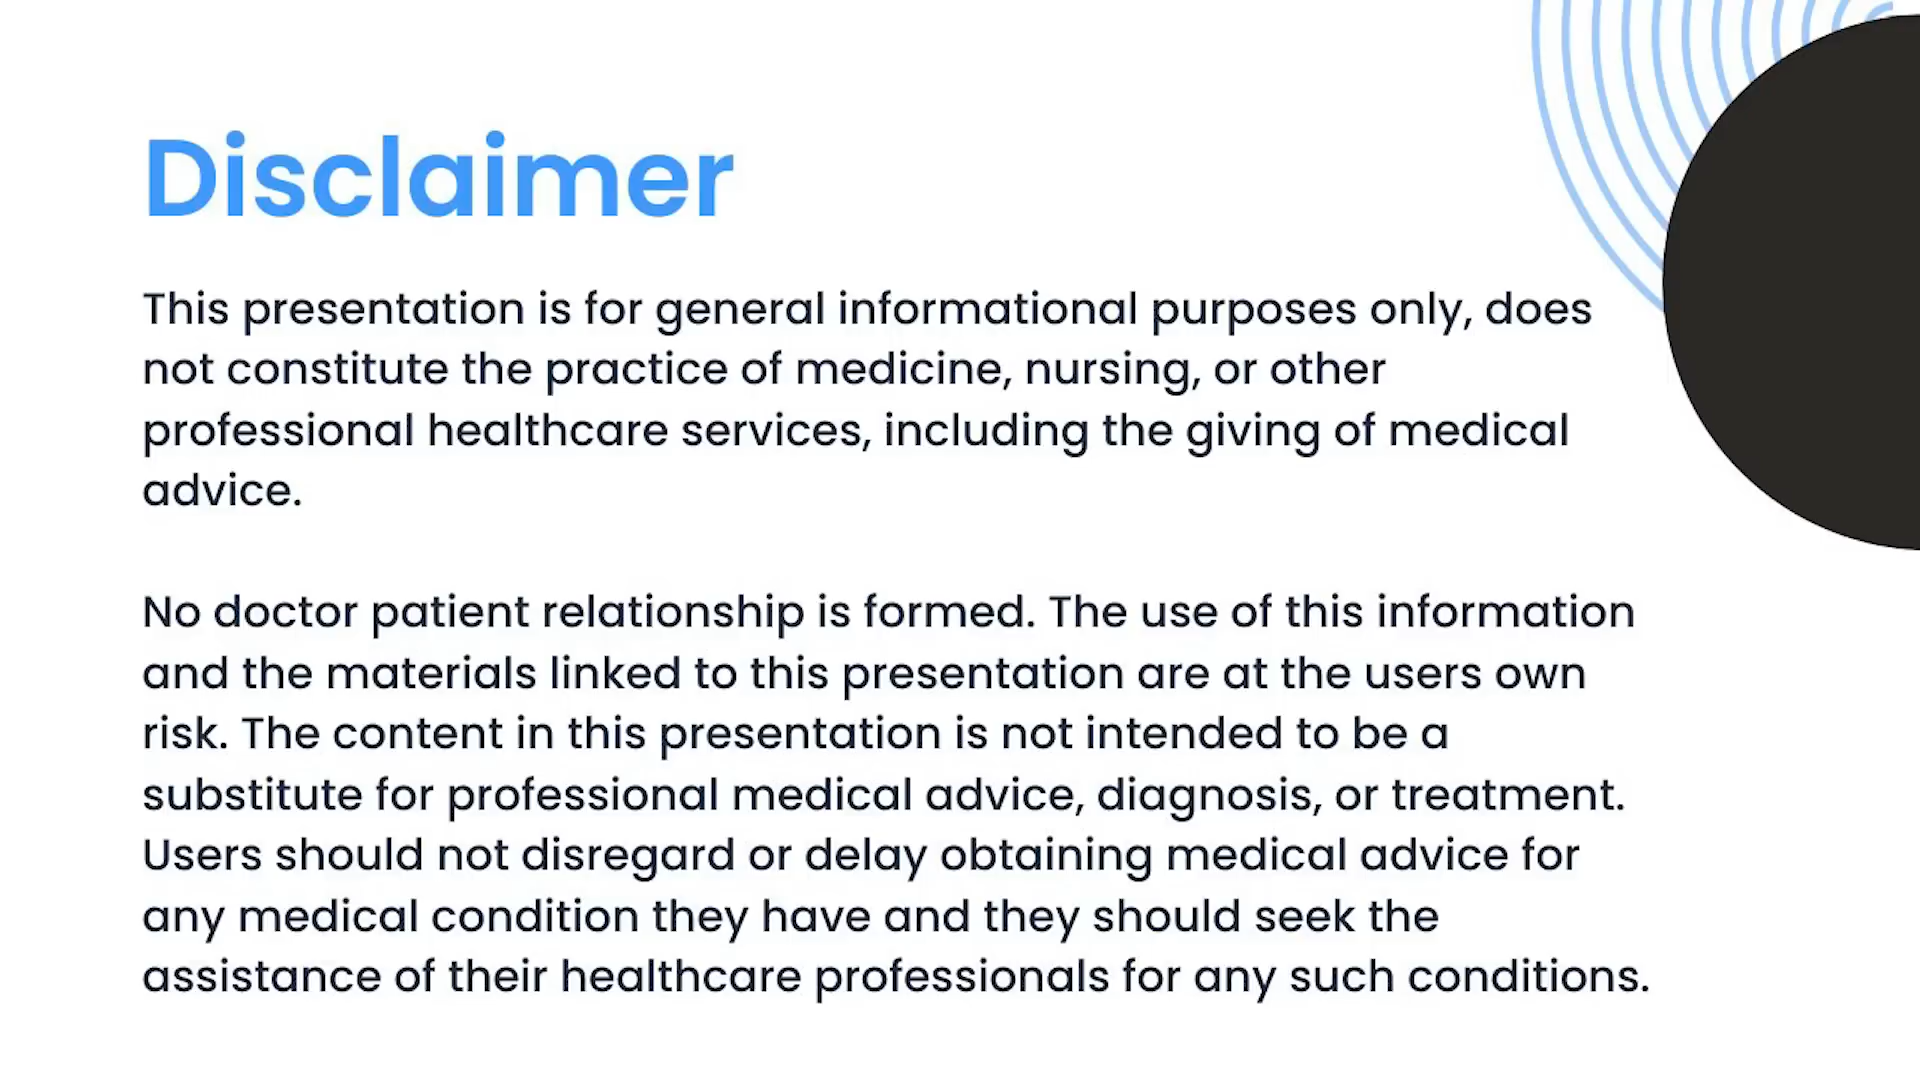 Disclaimer
This presentation is for general informational purposes only, does
not constitute the practice of medicine, nursing, or other
professional healthcare services, including the giving of medical
advice.
No doctor patient relationship is formed. The use of this information
and the materials linked to this presentation are at the users own
risk. The content in this presentation is not intended to be a
substitute for professional medical advice, diagnosis, or treatment.
Users should not disregard or delay obtaining medical advice for
any medical condition they have and they should seek the
assistance of their healthcare professionals for any such conditions.